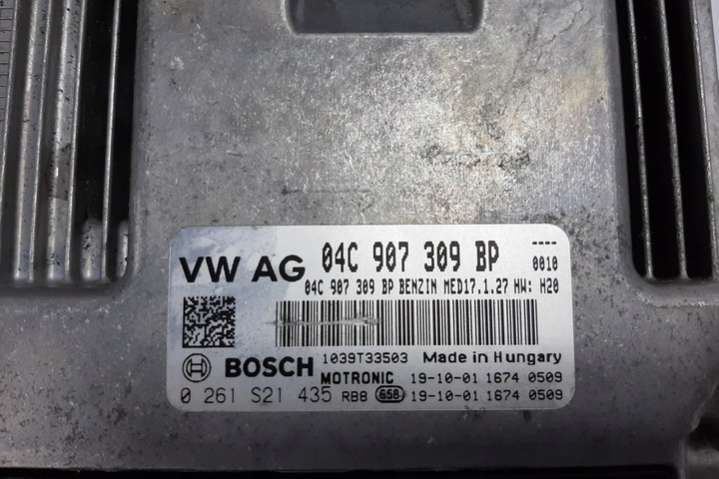 VW AG 04C 907 309 BP ----
0010
04C 907 309 BP BENZIN MED17.1.27 HW: H20
BOSCH 1039T33503 Made in Hungary
MOTRONIC 19-10-01 1674 0509
0 261 S21 435 RB8 658 19-10-01 1674 0509